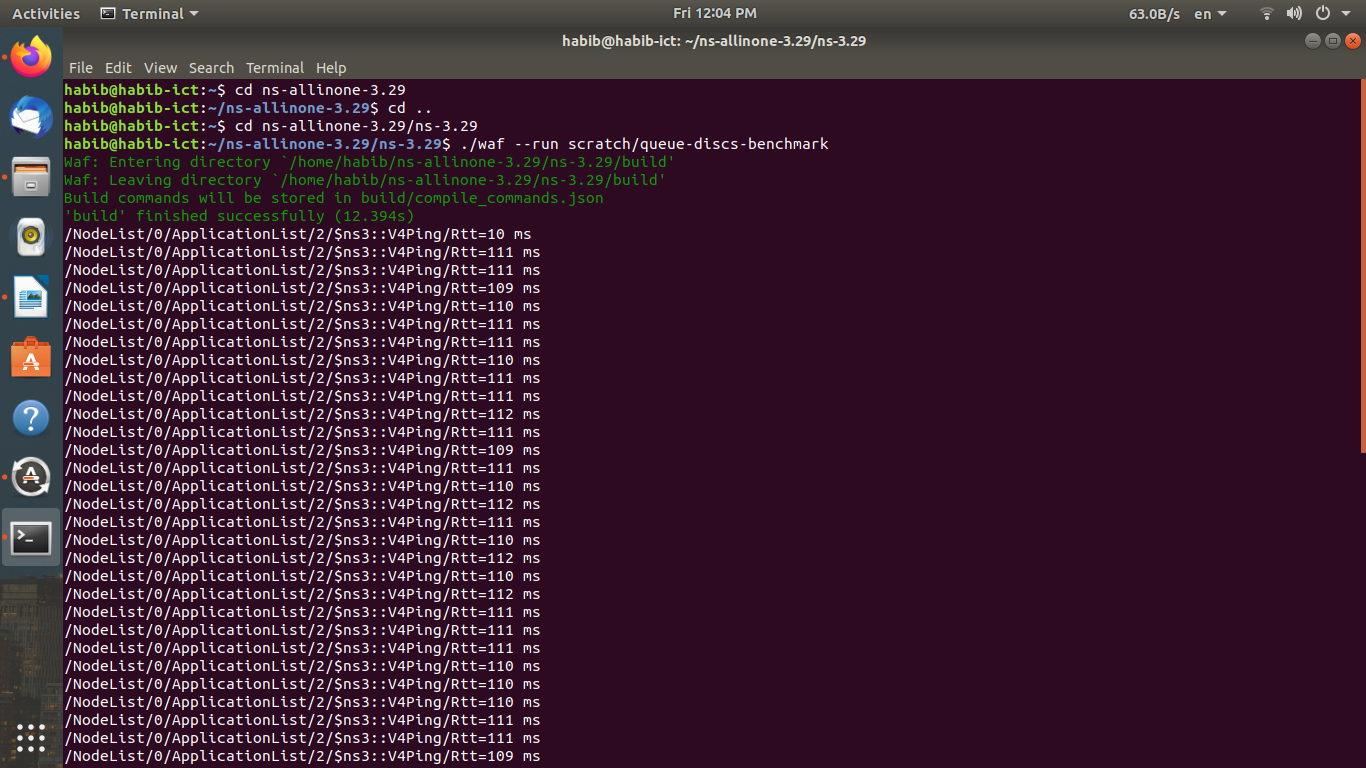 Activities Terminal Fri 12:04 PM 63.0B/s en
habib@habib-ict: ~/ns-allinone-3.29/ns-3.29
File Edit View Search Terminal Help
habib@habib-ict:~$ cd ns-allinone-3.29
habib@habib-ict:~/ns-allinone-3.29$ cd ..
habib@habib-ict:~$ cd ns-allinone-3.29/ns-3.29
habib@habib-ict:~/ns-allinone-3.29/ns-3.29$ ./waf --run scratch/queue-discs-benchmark
Waf: Entering directory `/home/habib/ns-allinone-3.29/ns-3.29/build'
Waf: Leaving directory `/home/habib/ns-allinone-3.29/ns-3.29/build'
Build commands will be stored in build/compile_commands.json
'build' finished successfully (12.394s)
/NodeList/0/ApplicationList/2/$ns3::V4Ping/Rtt=10 ms
/NodeList/0/ApplicationList/2/$ns3::V4Ping/Rtt=111 ms
/NodeList/0/ApplicationList/2/$ns3::V4Ping/Rtt=111 ms
/NodeList/0/ApplicationList/2/$ns3::V4Ping/Rtt=109 ms
/NodeList/0/ApplicationList/2/$ns3::V4Ping/Rtt=110 ms
/NodeList/0/ApplicationList/2/$ns3::V4Ping/Rtt=111 ms
/NodeList/0/ApplicationList/2/$ns3::V4Ping/Rtt=111 ms
/NodeList/0/ApplicationList/2/$ns3::V4Ping/Rtt=110 ms
/NodeList/0/ApplicationList/2/$ns3::V4Ping/Rtt=111 ms
/NodeList/0/ApplicationList/2/$ns3::V4Ping/Rtt=111 ms
/NodeList/0/ApplicationList/2/$ns3::V4Ping/Rtt=112 ms
/NodeList/0/ApplicationList/2/$ns3::V4Ping/Rtt=111 ms
/NodeList/0/ApplicationList/2/$ns3::V4Ping/Rtt=109 ms
/NodeList/0/ApplicationList/2/$ns3::V4Ping/Rtt=111 ms
/NodeList/0/ApplicationList/2/$ns3::V4Ping/Rtt=110 ms
/NodeList/0/ApplicationList/2/$ns3::V4Ping/Rtt=112 ms
/NodeList/0/ApplicationList/2/$ns3::V4Ping/Rtt=111 ms
/NodeList/0/ApplicationList/2/$ns3::V4Ping/Rtt=110 ms
/NodeList/0/ApplicationList/2/$ns3::V4Ping/Rtt=112 ms
/NodeList/0/ApplicationList/2/$ns3::V4Ping/Rtt=110 ms
/NodeList/0/ApplicationList/2/$ns3::V4Ping/Rtt=112 ms
/NodeList/0/ApplicationList/2/$ns3::V4Ping/Rtt=111 ms
/NodeList/0/ApplicationList/2/$ns3::V4Ping/Rtt=111 ms
/NodeList/0/ApplicationList/2/$ns3::V4Ping/Rtt=111 ms
/NodeList/0/ApplicationList/2/$ns3::V4Ping/Rtt=110 ms
/NodeList/0/ApplicationList/2/$ns3::V4Ping/Rtt=110 ms
/NodeList/0/ApplicationList/2/$ns3::V4Ping/Rtt=110 ms
/NodeList/0/ApplicationList/2/$ns3::V4Ping/Rtt=111 ms
/NodeList/0/ApplicationList/2/$ns3::V4Ping/Rtt=111 ms
/NodeList/0/ApplicationList/2/$ns3::V4Ping/Rtt=109 ms